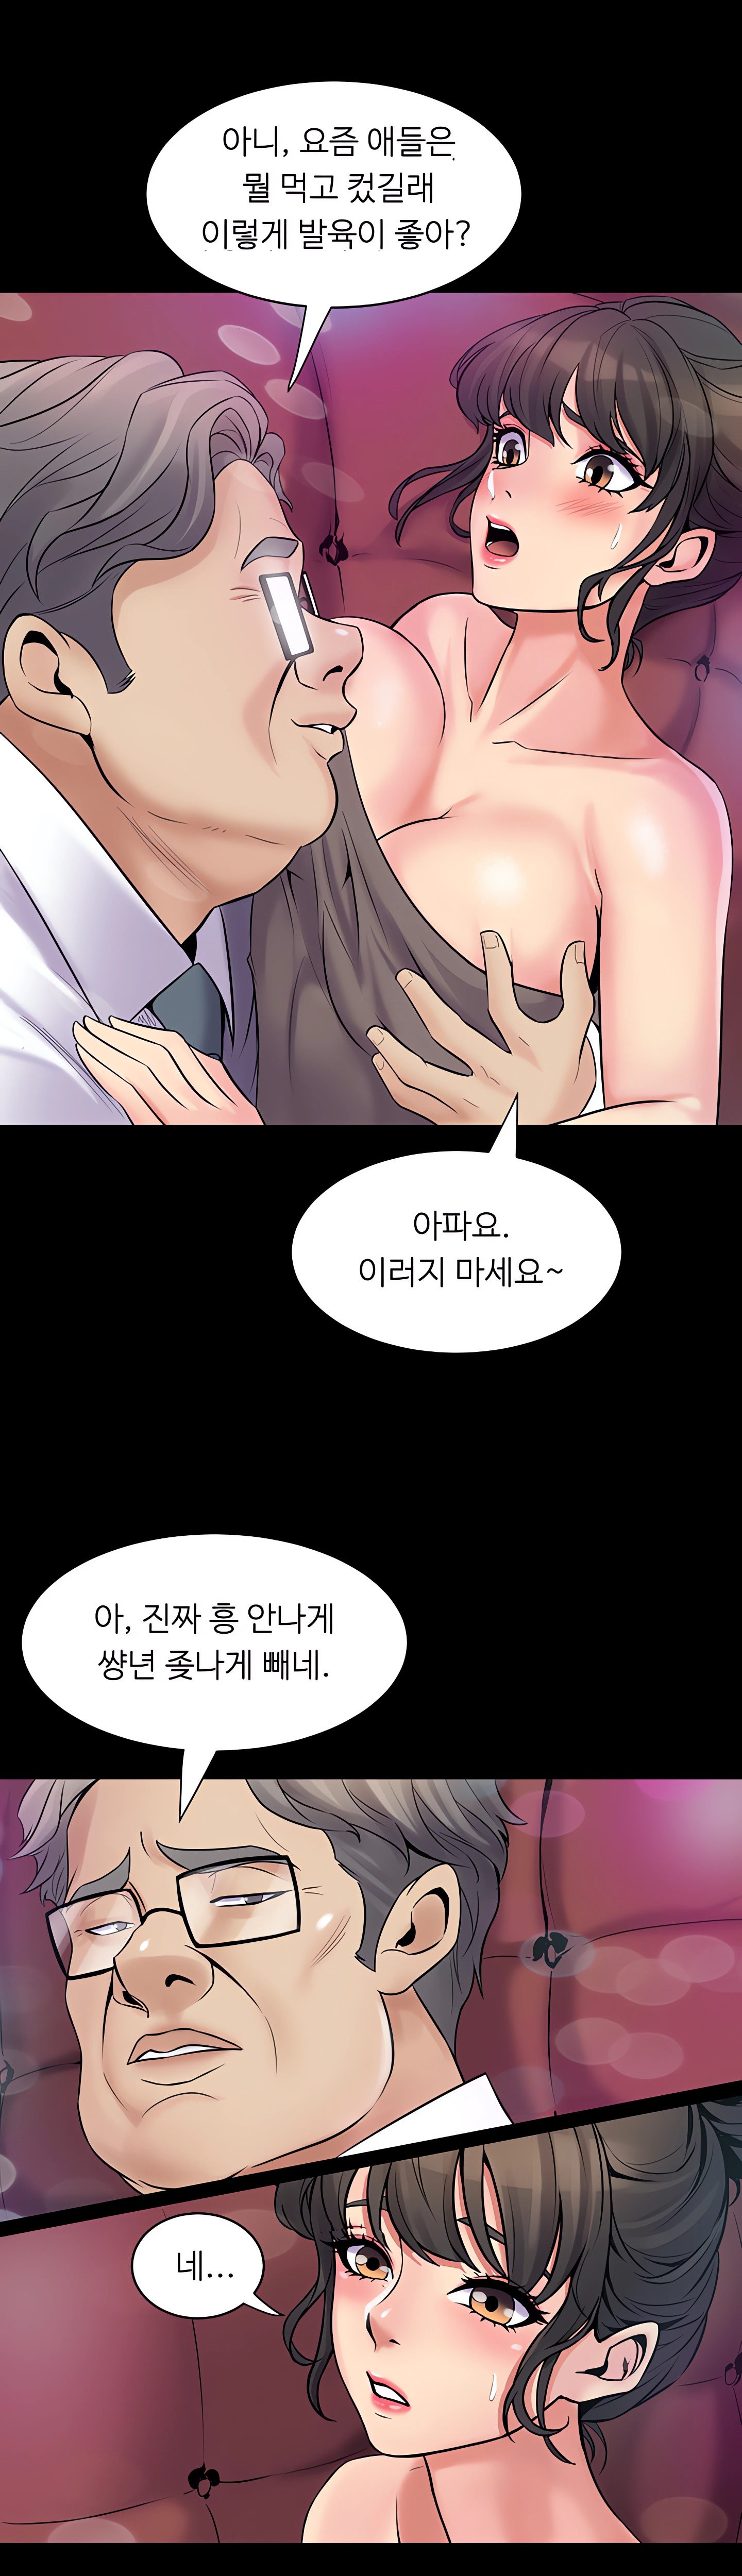 아니, 요즘 애들은
뭘 먹고 컸길래
이렇게 발육이 좋아?
아파요.
이러지 마세요~
아, 진짜 흥 안나게
썅년 좆나게 빼네.
네...